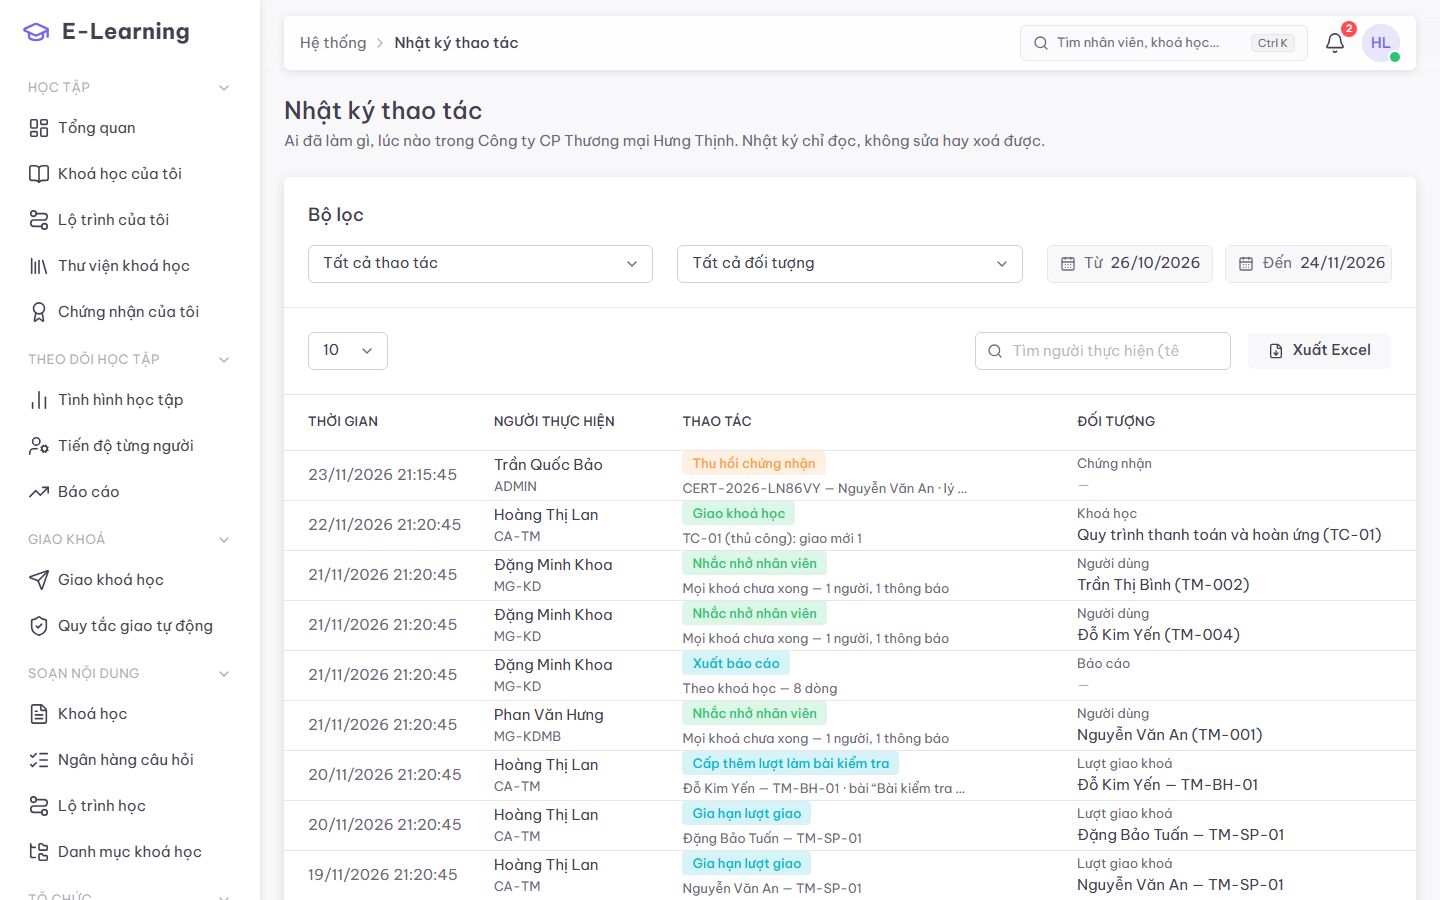 E-Learning
HỌC TẬP
Tổng quan
Khoá học của tôi
Lộ trình của tôi
Thư viện khoá học
Chứng nhận của tôi
THEO DÕI HỌC TẬP
Tình hình học tập
Tiến độ từng người
Báo cáo
GIAO KHOÁ
Giao khoá học
Quy tắc giao tự động
SOẠN NỘI DUNG
Khoá học
Ngân hàng câu hỏi
Lộ trình học
Danh mục khoá học
TỔ CHỨC
Hệ thống > Nhật ký thao tác
Tìm nhân viên, khoá học... Ctrl K
2
HL
Nhật ký thao tác
Ai đã làm gì, lúc nào trong Công ty CP Thương mại Hưng Thịnh. Nhật ký chỉ đọc, không sửa hay xoá được.
Bộ lọc
Tất cả thao tác Tất cả đối tượng Từ 26/10/2026 Đến 24/11/2026
10 Tìm người thực hiện (tê Xuất Excel
THỜI GIAN NGƯỜI THỰC HIỆN THAO TÁC ĐỐI TƯỢNG
23/11/2026 21:15:45 Trần Quốc Bảo Thu hồi chứng nhận Chứng nhận
ADMIN CERT-2026-LN86VY — Nguyễn Văn An · lý ... —
22/11/2026 21:20:45 Hoàng Thị Lan Giao khoá học Khoá học
CA-TM TC-01 (thủ công): giao mới 1 Quy trình thanh toán và hoàn ứng (TC-01)
21/11/2026 21:20:45 Đặng Minh Khoa Nhắc nhở nhân viên Người dùng
MG-KD Mọi khoá chưa xong — 1 người, 1 thông báo Trần Thị Bình (TM-002)
21/11/2026 21:20:45 Đặng Minh Khoa Nhắc nhở nhân viên Người dùng
MG-KD Mọi khoá chưa xong — 1 người, 1 thông báo Đỗ Kim Yến (TM-004)
21/11/2026 21:20:45 Đặng Minh Khoa Xuất báo cáo Báo cáo
MG-KD Theo khoá học — 8 dòng —
21/11/2026 21:20:45 Phan Văn Hưng Nhắc nhở nhân viên Người dùng
MG-KDMB Mọi khoá chưa xong — 1 người, 1 thông báo Nguyễn Văn An (TM-001)
20/11/2026 21:20:45 Hoàng Thị Lan Cấp thêm lượt làm bài kiểm tra Lượt giao khoá
CA-TM Đỗ Kim Yến — TM-BH-01 · bài “Bài kiểm tra ... Đỗ Kim Yến — TM-BH-01
20/11/2026 21:20:45 Hoàng Thị Lan Gia hạn lượt giao Lượt giao khoá
CA-TM Đặng Bảo Tuấn — TM-SP-01 Đặng Bảo Tuấn — TM-SP-01
19/11/2026 21:20:45 Hoàng Thị Lan Gia hạn lượt giao Lượt giao khoá
CA-TM Nguyễn Văn An — TM-SP-01 Nguyễn Văn An — TM-SP-01